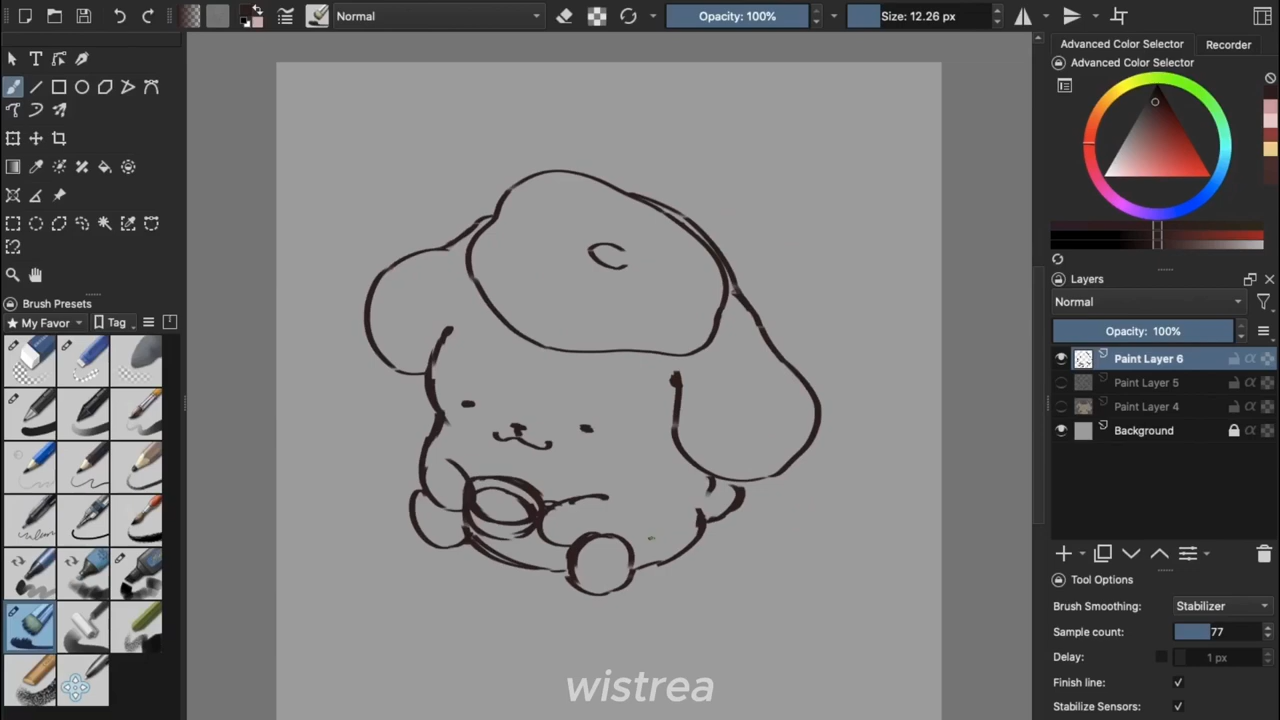 Normal
Opacity: 100%
Size: 12.26 px
Advanced Color Selector
Recorder
Advanced Color Selector
Layers
Normal
Opacity: 100%
Paint Layer 6
Paint Layer 5
Paint Layer 4
Background
Tool Options
Brush Smoothing:
Stabilizer
Sample count:
77
Delay:
1 px
Finish line:
Stabilize Sensors:
Brush Presets
My Favor
Tag
wistrea